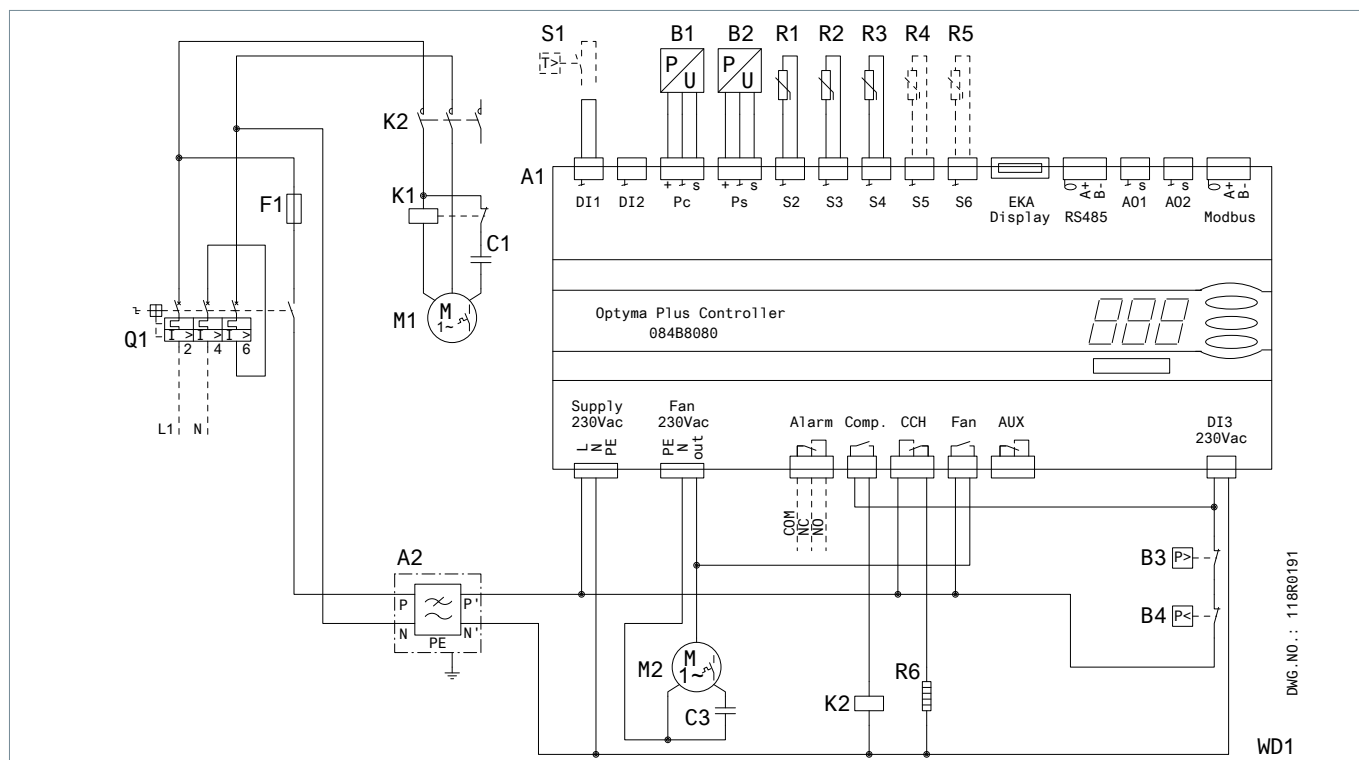 S1 B1 B2 R1 R2 R3 R4 R5
T> P U P U
K2
A1
+ ~ s + ~ s
DI1 DI2 Pc Ps S2 S3 S4 S5 S6 EKA Display O A+ B- RS485 s AO1 s AO2 O A+ B- Modbus
K1
F1
C1
M1 M 1~
Q1
I > I > I >
2 4 6
L1 N
Optyma Plus Controller
084B8080
Supply 230Vac
L N PE
Fan 230Vac
PE N out
Alarm Comp. CCH Fan AUX
DI3 230Vac
COM NC NO
A2
P P'
N N'
PE
B3 P>
B4 P<
M2 M 1~
C3
K2
R6
WD1
DWG.NO.: 118R0191